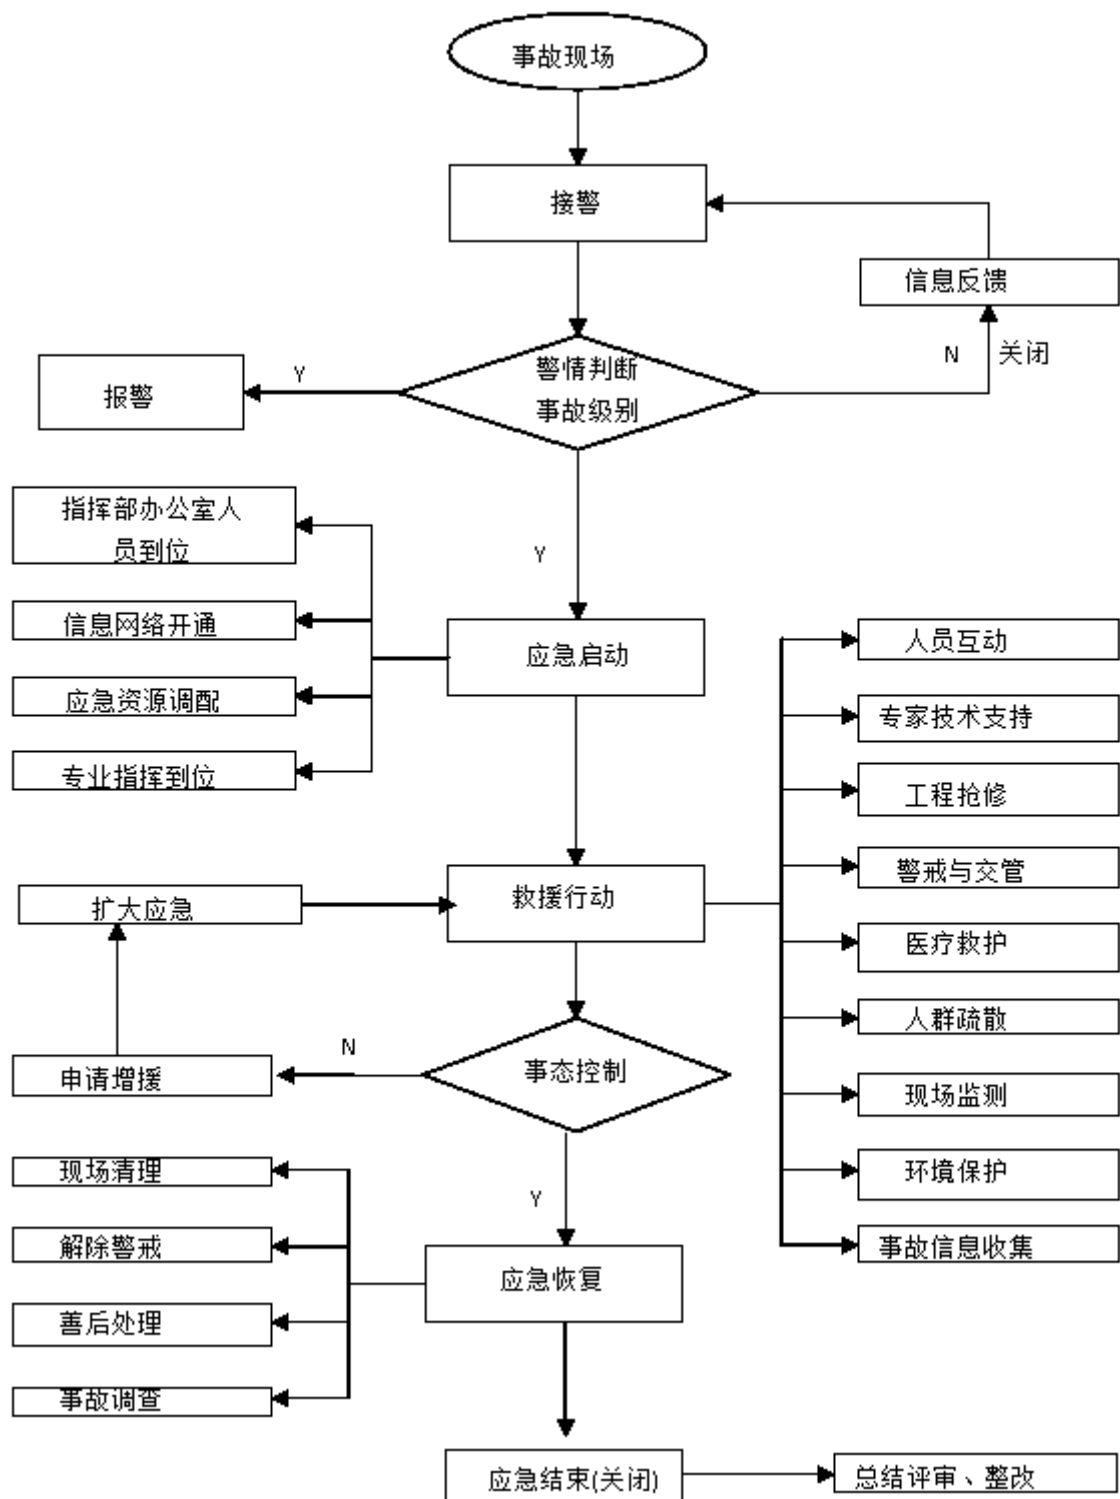 事故现场
接警
信息反馈
N
关闭
警情判断
事故级别
Y
报警
指挥部办公室人
员到位
Y
信息网络开通
应急启动
人员互动
应急资源调配
专家技术支持
专业指挥到位
工程抢修
扩大应急
救援行动
警戒与交管
医疗救护
人群疏散
N
申请增援
事态控制
现场监测
现场清理
Y
环境保护
解除警戒
应急恢复
事故信息收集
善后处理
事故调查
应急结束(关闭)
总结评审、整改